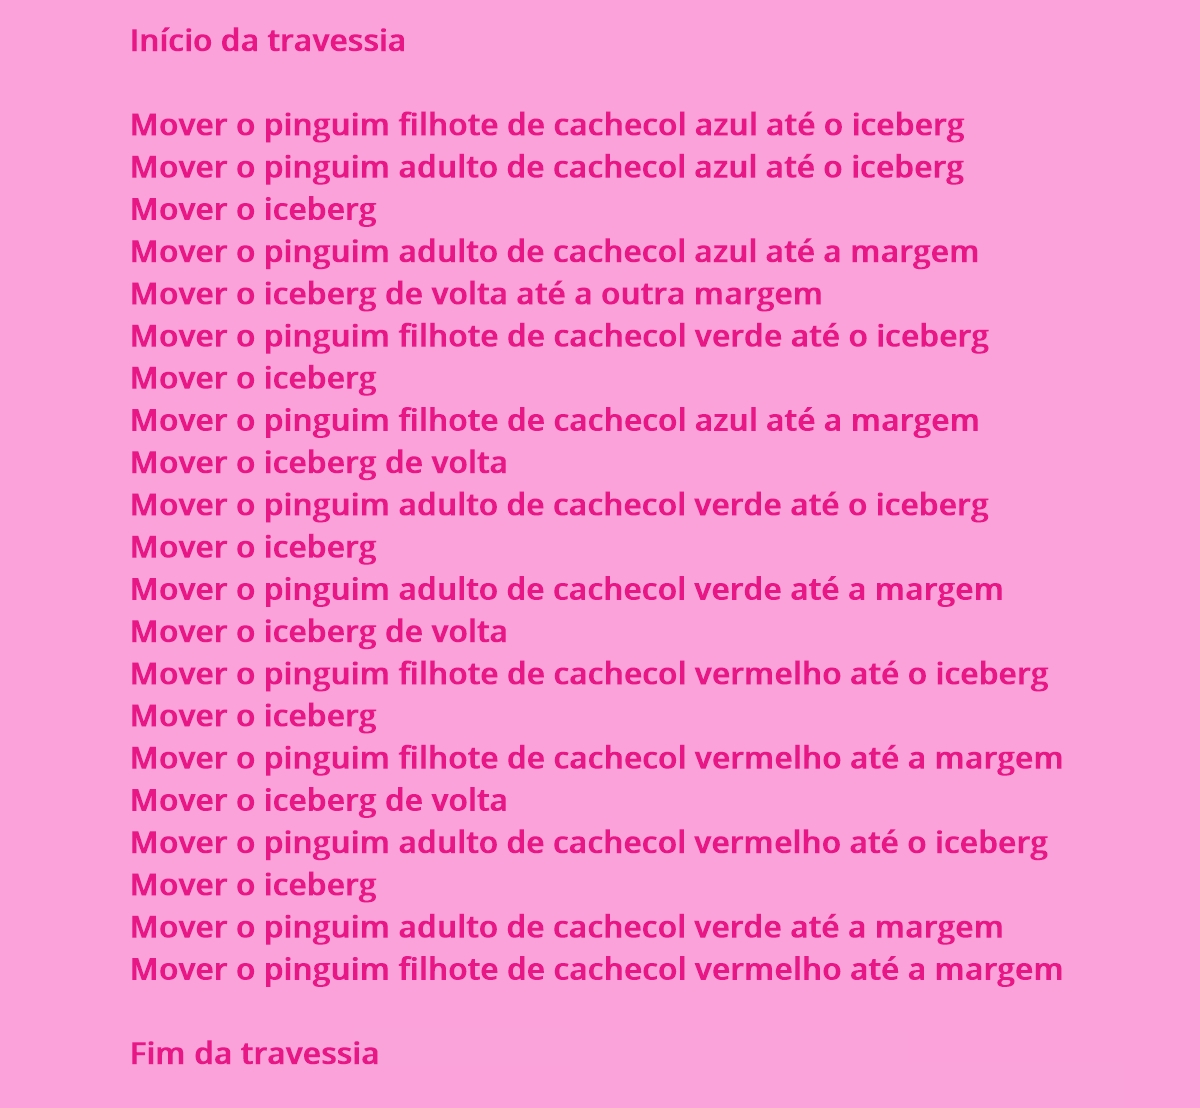 Início da travessia
Mover o pinguim filhote de cachecol azul até o iceberg
Mover o pinguim adulto de cachecol azul até o iceberg
Mover o iceberg
Mover o pinguim adulto de cachecol azul até a margem
Mover o iceberg de volta até a outra margem
Mover o pinguim filhote de cachecol verde até o iceberg
Mover o iceberg
Mover o pinguim filhote de cachecol azul até a margem
Mover o iceberg de volta
Mover o pinguim adulto de cachecol verde até o iceberg
Mover o iceberg
Mover o pinguim adulto de cachecol verde até a margem
Mover o iceberg de volta
Mover o pinguim filhote de cachecol vermelho até o iceberg
Mover o iceberg
Mover o pinguim filhote de cachecol vermelho até a margem
Mover o iceberg de volta
Mover o pinguim adulto de cachecol vermelho até o iceberg
Mover o iceberg
Mover o pinguim adulto de cachecol verde até a margem
Mover o pinguim filhote de cachecol vermelho até a margem
Fim da travessia